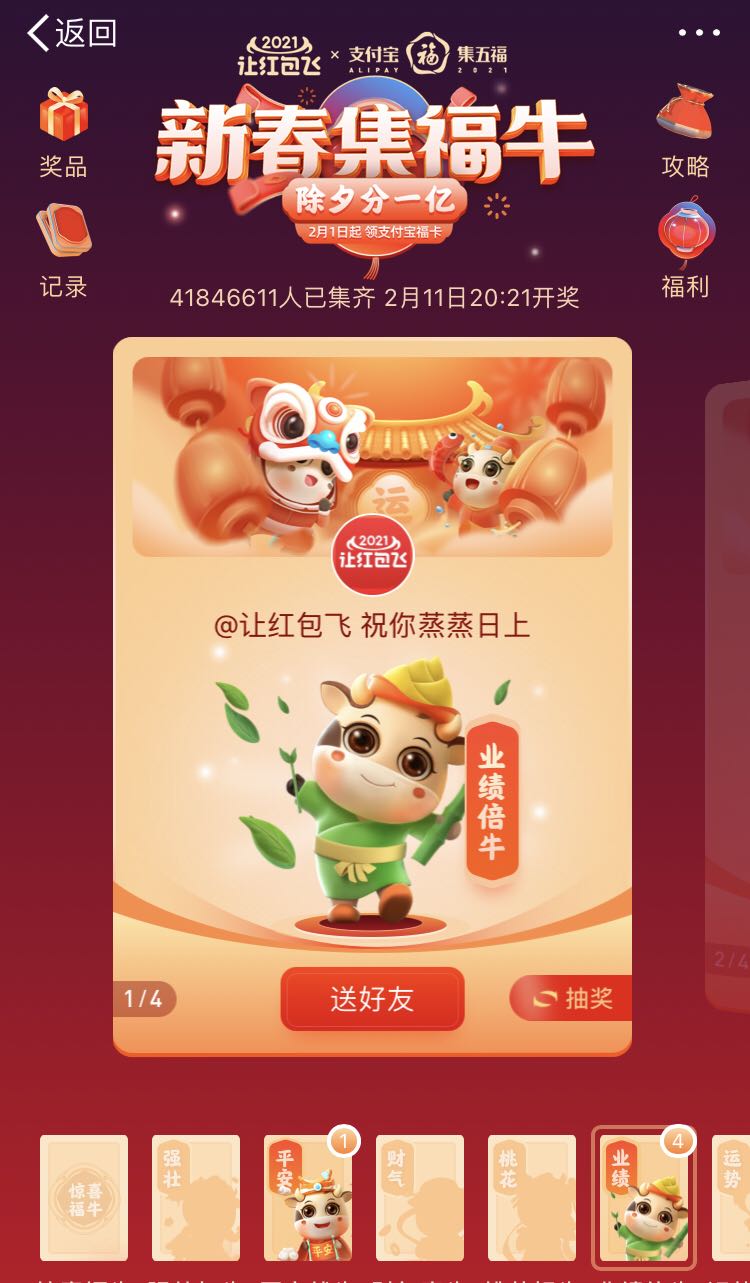 返回
2021
让红包飞
×
支付宝
ALIPAY
福
集五福
2021
新春集福牛
除夕分一亿
2月1日起 领支付宝福卡
奖品
攻略
记录
福利
41846611人已集齐 2月11日20:21开奖
运
2021
让红包飞
@让红包飞 祝你蒸蒸日上
业绩倍牛
1/4
送好友
抽奖
2/4
惊喜
福牛
强壮
平安
1
平安
财气
桃花
业绩
4
运势